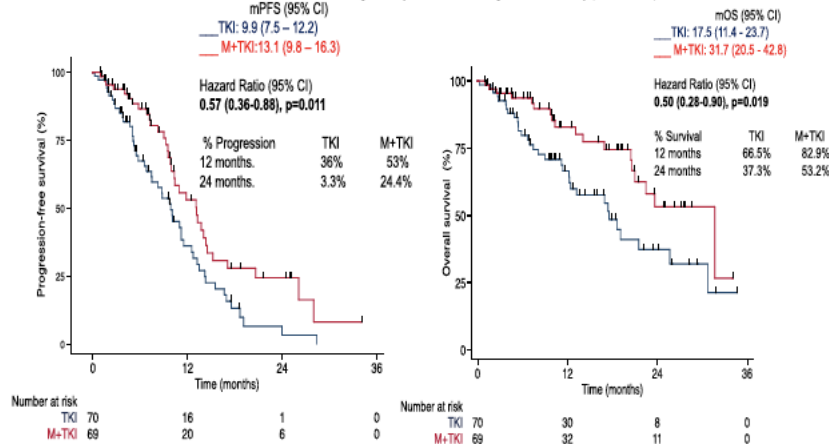 mPFS (95% CI)
TKI: 9.9 (7.5 – 12.2)
M+TKI:13.1 (9.8 – 16.3)
Hazard Ratio (95% CI)
0.57 (0.36-0.88), p=0.011
% Progression TKI M+TKI
12 months. 36% 53%
24 months. 3.3% 24.4%
Progression-free survival (%)
100
75
50
25
0
0 12 24 36
Time (months)
Number at risk
TKI 70 16 1 0
M+TKI 69 20 6 0
mOS (95% CI)
TKI: 17.5 (11.4 - 23.7)
M+TKI: 31.7 (20.5 - 42.8)
Hazard Ratio (95% CI)
0.50 (0.28-0.90), p=0.019
% Survival TKI M+TKI
12 months 66.5% 82.9%
24 months 37.3% 53.2%
Overall survival (%)
100
75
50
25
0
0 12 24 36
Time (months)
Number at risk
TKI 70 30 8 0
M+TKI 69 32 11 0